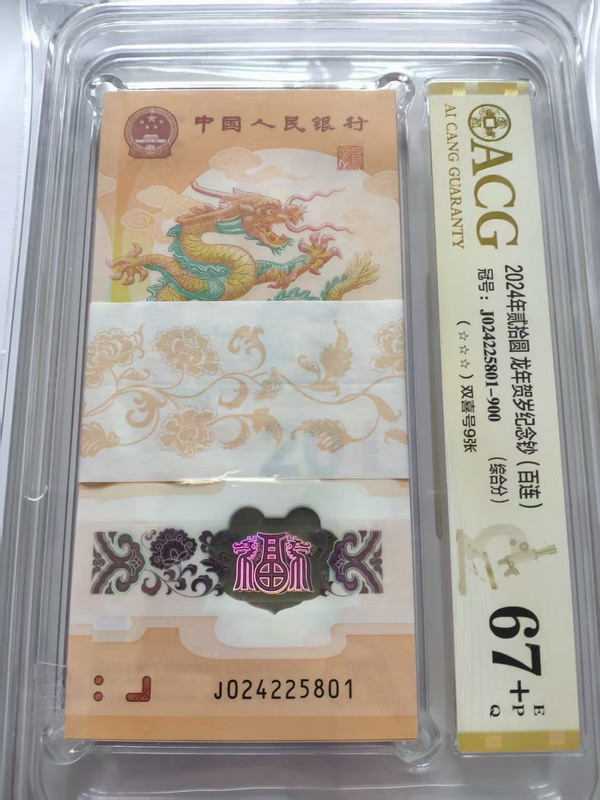 中国人民银行
J024225801
ACG
AI CANG GUARANTY
2024年贰拾圆 龙年贺岁纪念钞（百连）
冠号：J024225801-900 （综合分）
（☆☆☆）双喜号9张
67+
E
P
Q